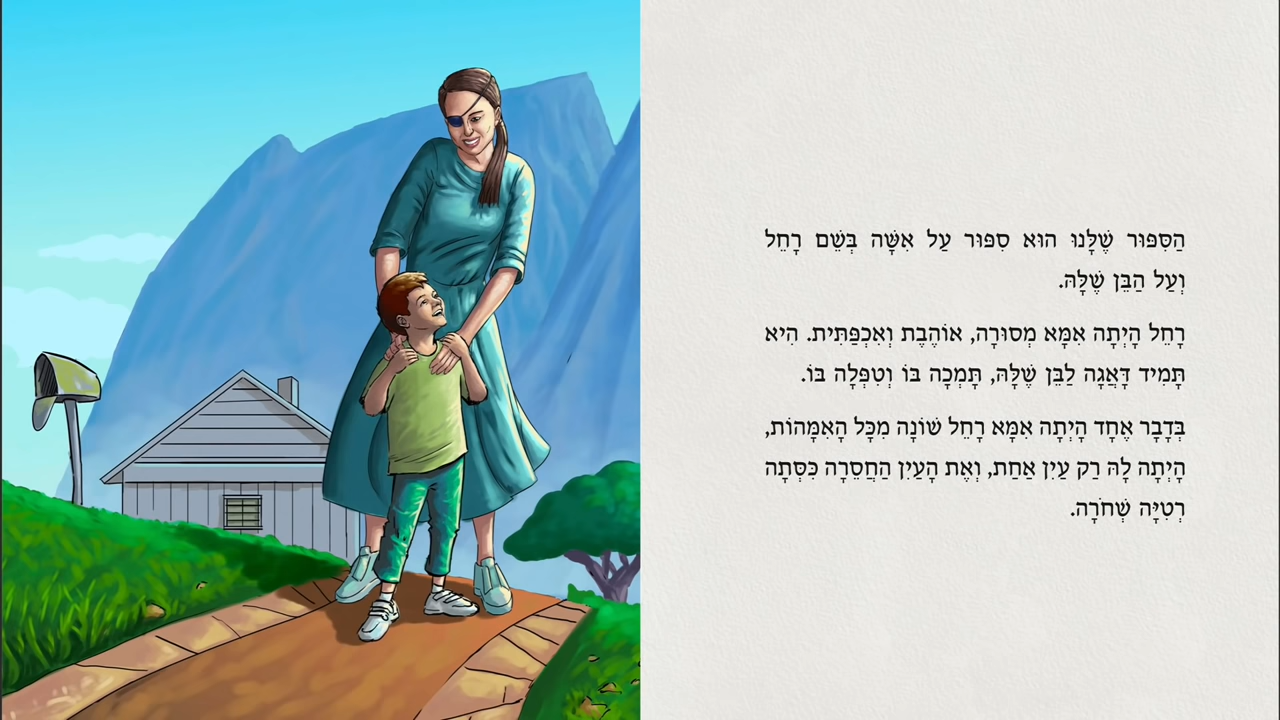 הַסִּפּוּר שֶׁלָּנוּ הוּא סִפּוּר עַל אִשָּׁה בְּשֵׁם רָחֵל
וְעַל הַבֵּן שֶׁלָּהּ.
רָחֵל הָיְתָה אִמָּא מְסוּרָה, אוֹהֶבֶת וְאִכְפַּתִּית. הִיא
תָּמִיד דָּאֲגָה לַבֵּן שֶׁלָּהּ, תָּמְכָה בּוֹ וְטִפְּלָה בּוֹ.
בְּדָבָר אֶחָד הָיְתָה אִמָּא רָחֵל שׁוֹנָה מִכָּל הָאִמָּהוֹת,
הָיְתָה לָהּ רַק עַיִן אַחַת, וְאֶת הָעַיִן הַחֲסֵרָה כִּסְּתָה
רְטִיָּה שְׁחֹרָה.